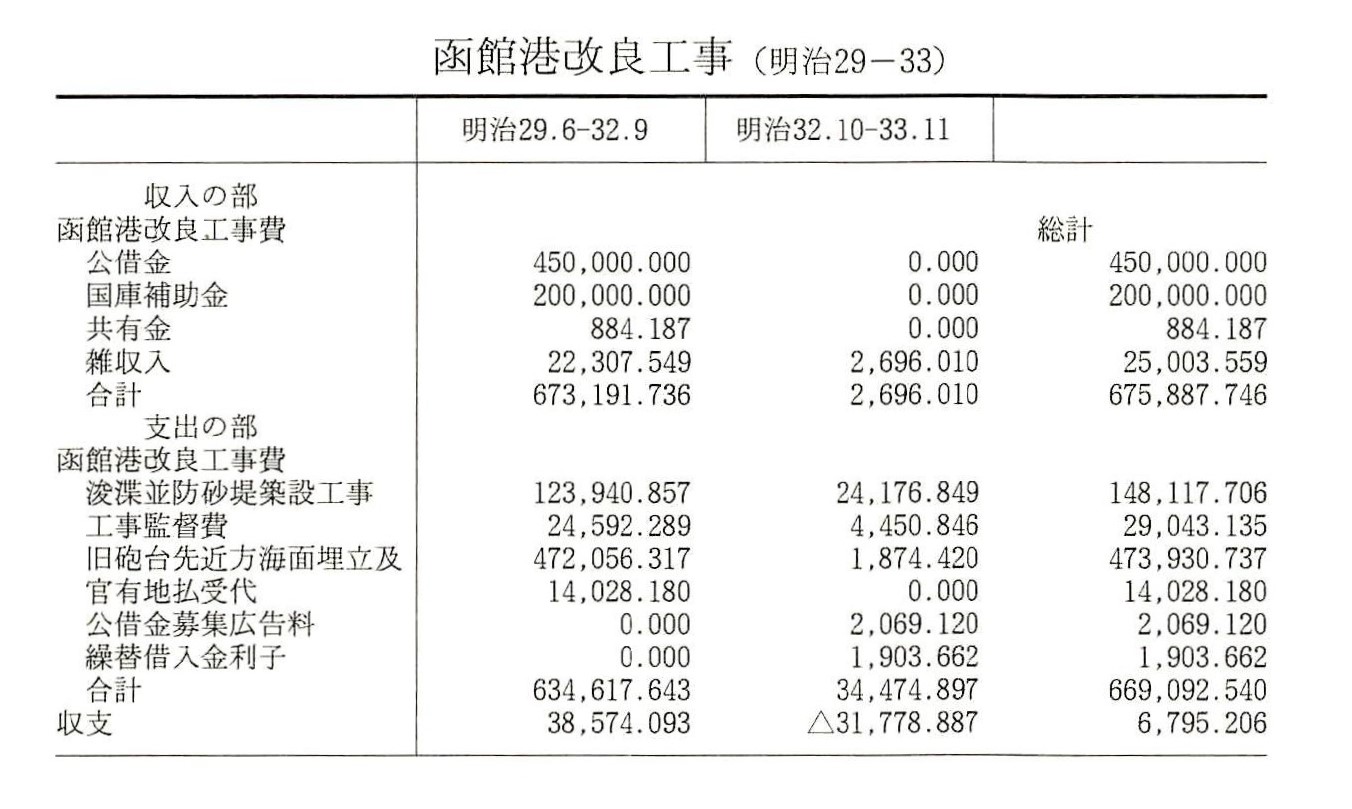 函館港改良工事（明治29－33）
明治29.6-32.9 明治32.10-33.11
収入の部
函館港改良工事費 総計
公借金 450,000.000 0.000 450,000.000
国庫補助金 200,000.000 0.000 200,000.000
共有金 884.187 0.000 884.187
雑収入 22,307.549 2,696.010 25,003.559
合計 673,191.736 2,696.010 675,887.746
支出の部
函館港改良工事費
浚渫並防砂堤築設工事 123,940.857 24,176.849 148,117.706
工事監督費 24,592.289 4,450.846 29,043.135
旧砲台先近方海面埋立及 472,056.317 1,874.420 473,930.737
官有地払受代 14,028.180 0.000 14,028.180
公借金募集広告料 0.000 2,069.120 2,069.120
繰替借入金利子 0.000 1,903.662 1,903.662
合計 634,617.643 34,474.897 669,092.540
収支 38,574.093 △31,778.887 6,795.206